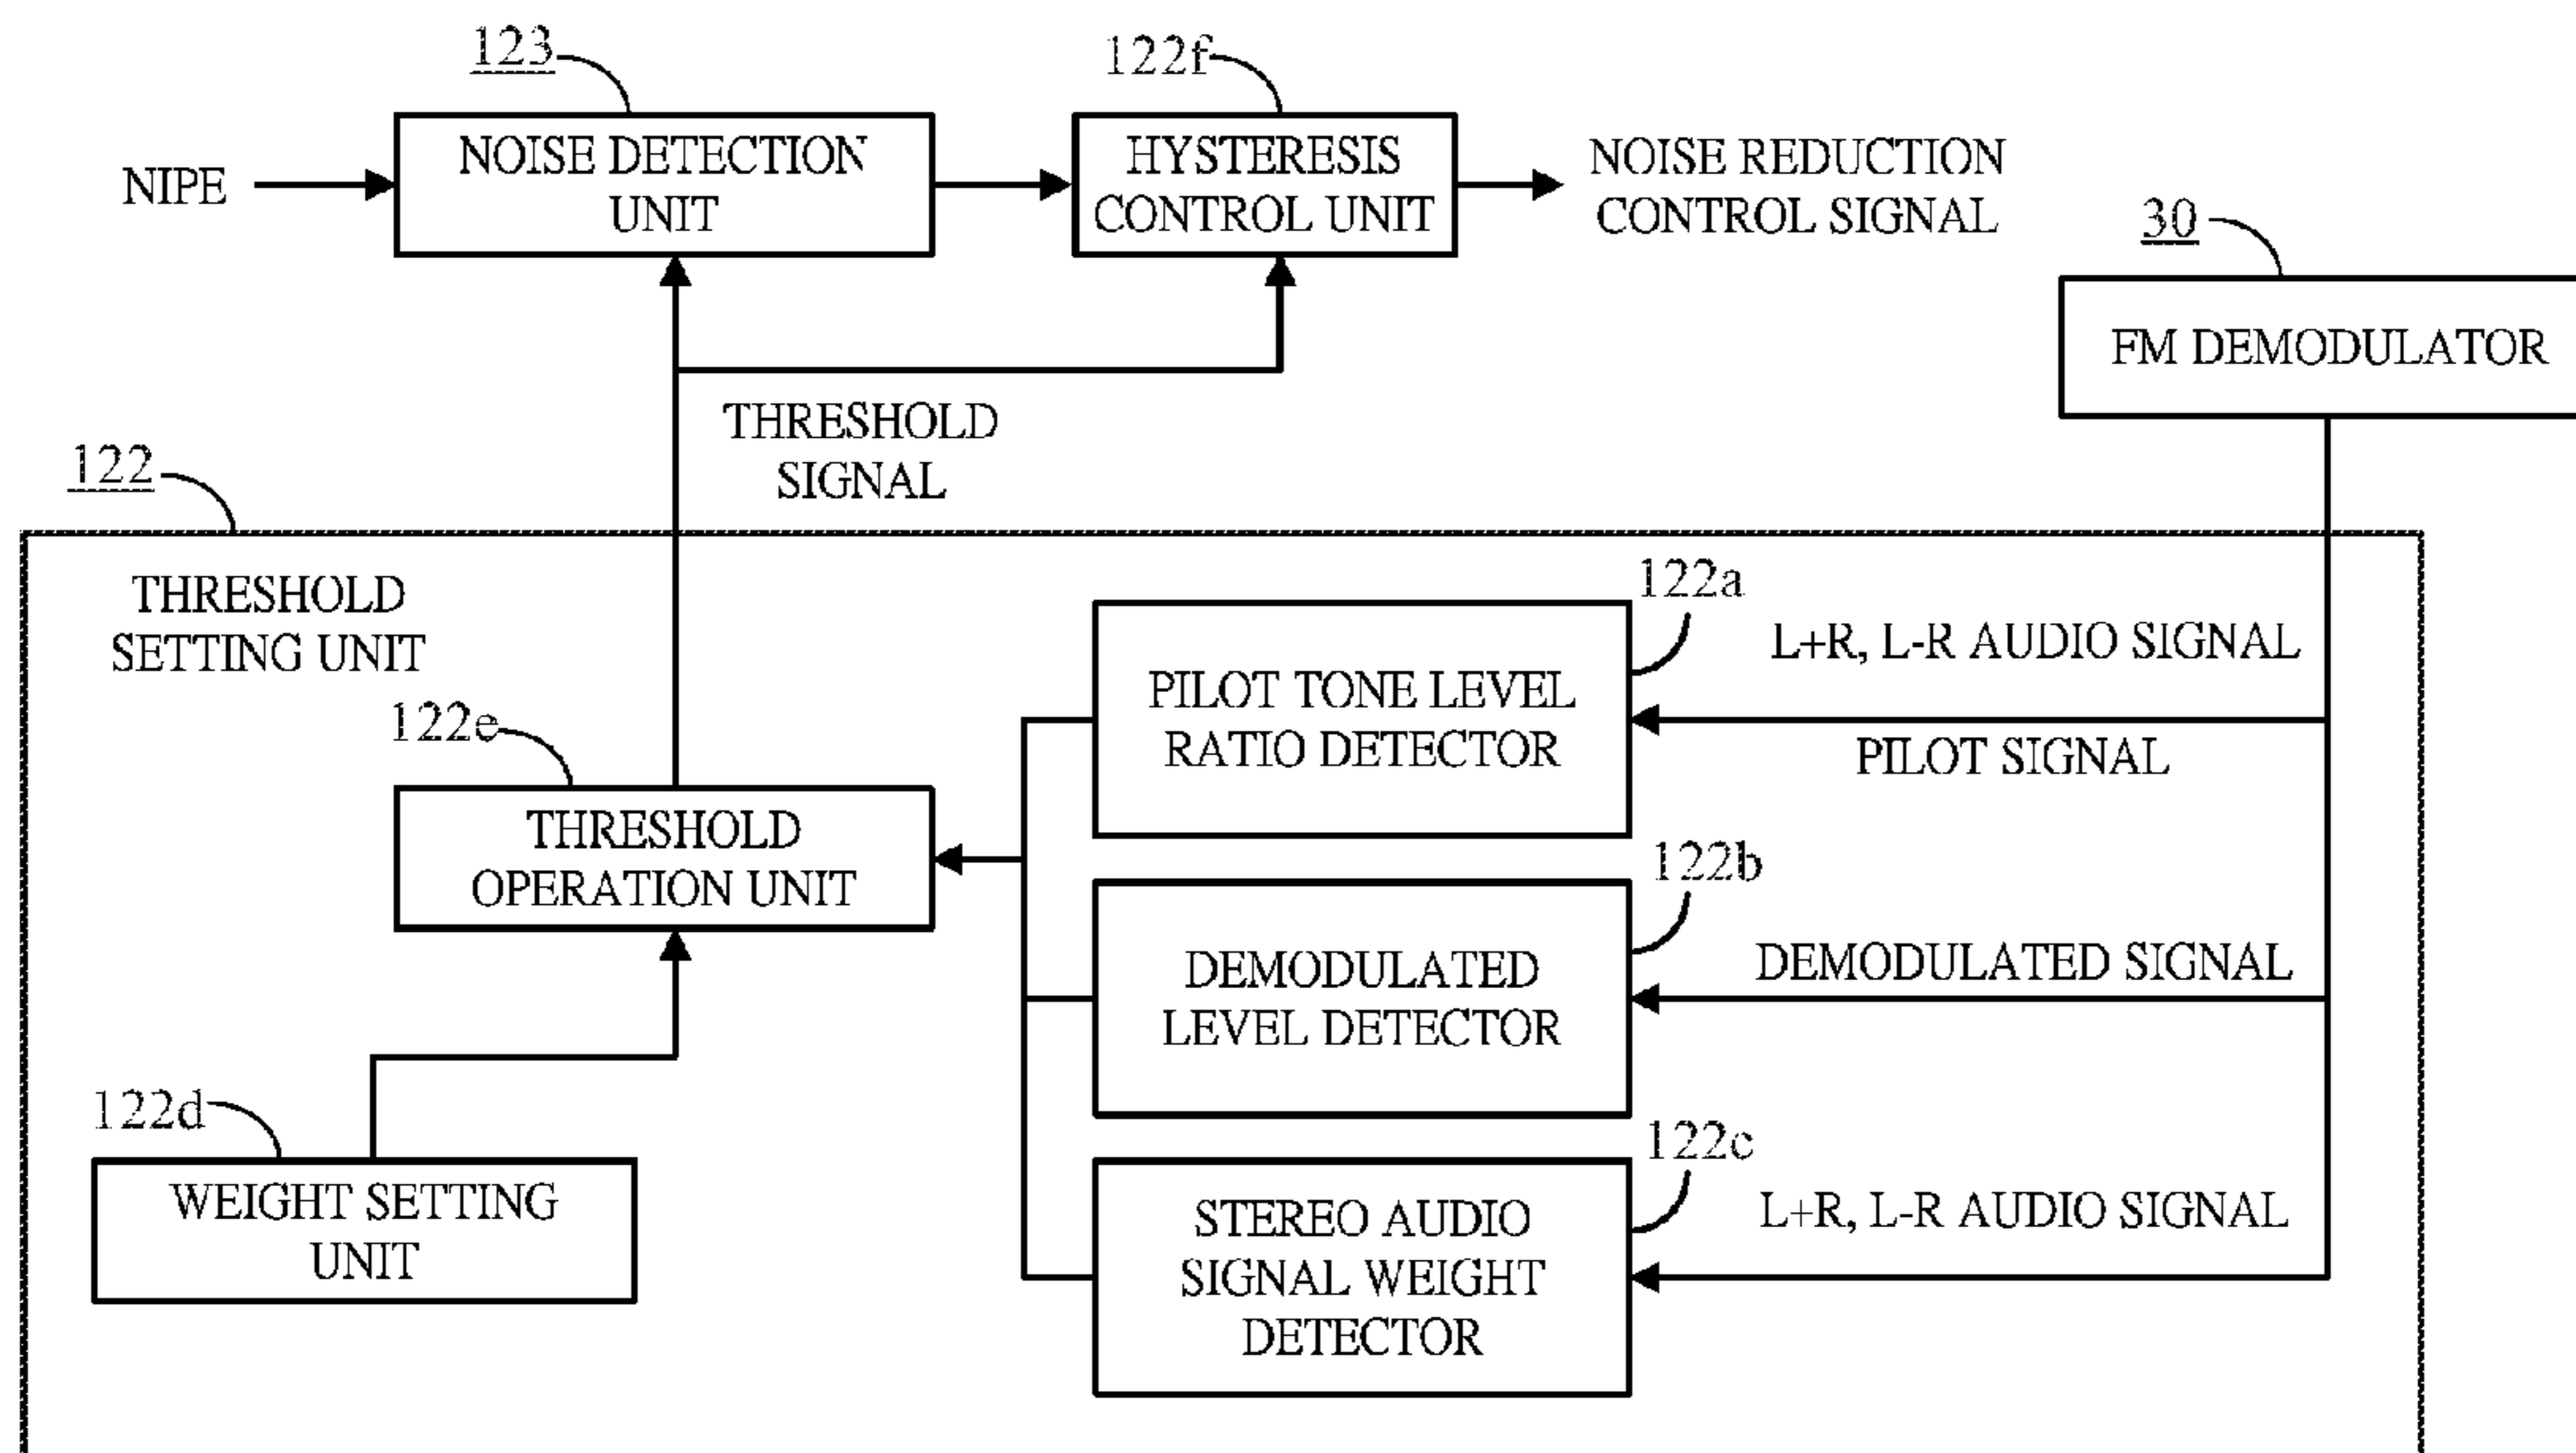 123
122f
NIPE
NOISE DETECTION
UNIT
HYSTERESIS
CONTROL UNIT
NOISE REDUCTION
CONTROL SIGNAL
30
FM DEMODULATOR
THRESHOLD
SIGNAL
122
THRESHOLD
SETTING UNIT
122a
L+R, L-R AUDIO SIGNAL
PILOT TONE LEVEL
RATIO DETECTOR
PILOT SIGNAL
122e
THRESHOLD
OPERATION UNIT
122b
DEMODULATED SIGNAL
DEMODULATED
LEVEL DETECTOR
122d
WEIGHT SETTING
UNIT
122c
L+R, L-R AUDIO SIGNAL
STEREO AUDIO
SIGNAL WEIGHT
DETECTOR